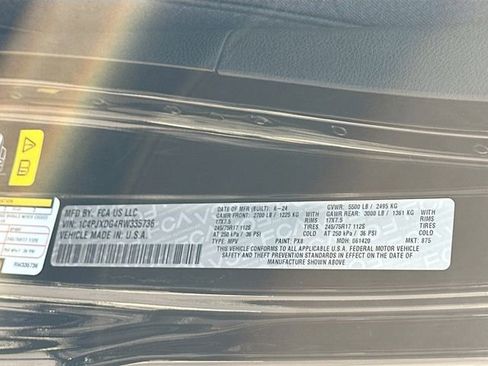 MFD. BY: FCA US LLC
VIN: 1C4PJXDG4RW335736
VEHICLE MADE IN U.S.A.
DATE OF MFR (BUILT): 6-24 GVWR: 5500 LB / 2495 KG
GAWR FRONT: 2700 LB / 1225 KG WITH GAWR REAR: 3000 LB / 1361 KG WITH
17X7.5 RIMS 17X7.5 RIMS
245/75R17 112S TIRES 245/75R17 112S TIRES
AT 250 kPa / 36 PSI COLD AT 250 kPa / 36 PSI COLD
TYPE: MPV PAINT: PX8 MDH: 061420 MKT: 875
THIS VEHICLE CONFORMS TO ALL APPLICABLE U.S.A. FEDERAL MOTOR VEHICLE
SAFETY AND THEFT PREVENTION STANDARDS IN EFFECT ON THE DATE
OF MANUFACTURE SHOWN ABOVE.
RW335736